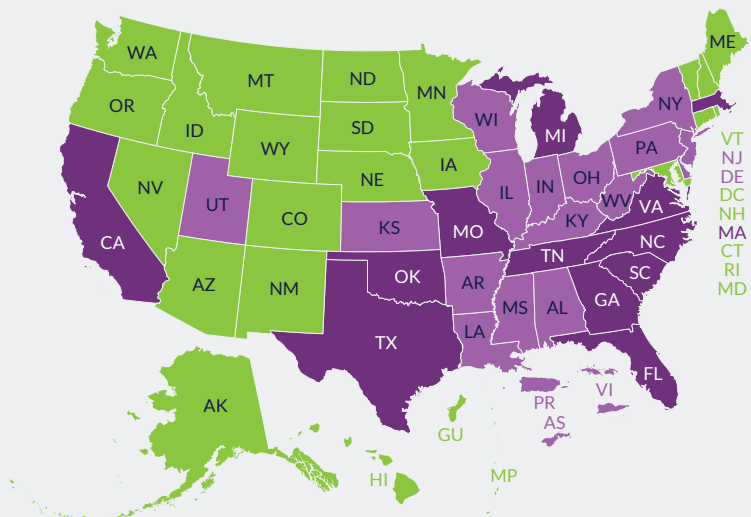 ME
WA
MT
ND
MN
OR
ID
SD
WI
NY
MI
WY
IA
PA
NE
NV
UT
CO
IL
IN
OH
WV
VA
KS
MO
KY
CA
NC
TN
AZ
NM
OK
AR
SC
MS
AL
GA
TX
LA
FL
VT
NJ
DE
DC
NH
MA
CT
RI
MD
AK
GU
PR
VI
AS
HI
MP